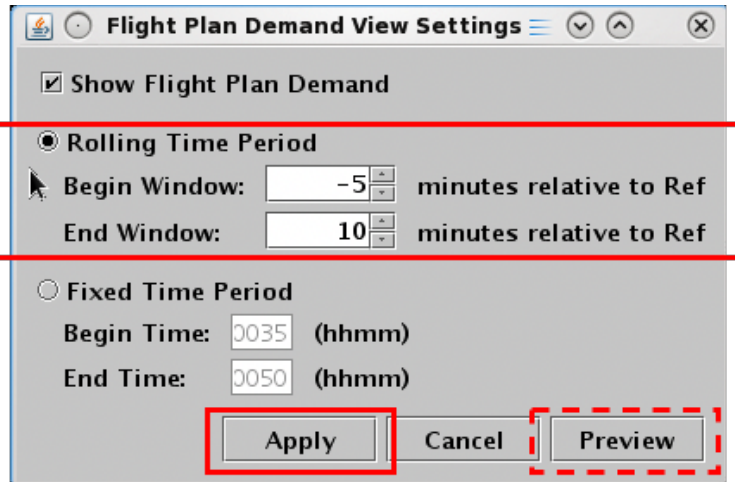 Flight Plan Demand View Settings
Show Flight Plan Demand
Rolling Time Period
Begin Window: -5 minutes relative to Ref
End Window: 10 minutes relative to Ref
Fixed Time Period
Begin Time: 0035 (hhmm)
End Time: 0050 (hhmm)
Apply Cancel Preview